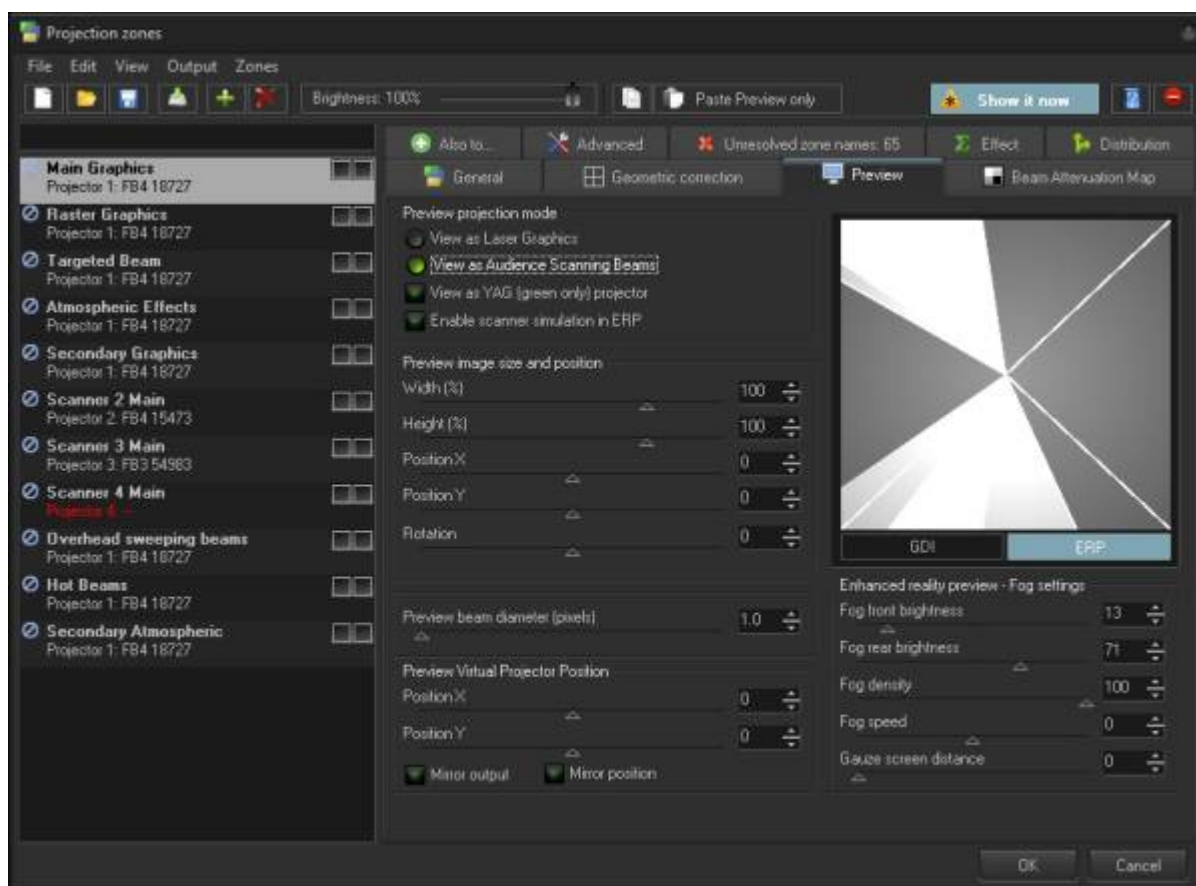 Projection zones
File Edit View Output Zones
Brightness: 100% Paste Preview only Show it now
Also to... Advanced Unresolved zone names: 65 Effect Distribution
General Geometric correction Preview Beam Attenuation Map
Main Graphics
Projector 1: FB4 18727
Raster Graphics
Projector 1: FB4 18727
Targeted Beam
Projector 1: FB4 18727
Atmospheric Effects
Projector 1: FB4 18727
Secondary Graphics
Projector 1: FB4 18727
Scanner 2 Main
Projector 2: FB4 15473
Scanner 3 Main
Projector 3: FB3 54983
Scanner 4 Main
Projector 4: --
Overhead sweeping beams
Projector 1: FB4 18727
Hot Beams
Projector 1: FB4 18727
Secondary Atmospheric
Projector 1: FB4 18727
Preview projection mode
View as Laser Graphics
View as Audience Scanning Beams
View as YAG (green only) projector
Enable scanner simulation in ERP
Preview image size and position
Width (%) 100
Height (%) 100
Position X 0
Position Y 0
Rotation 0
Preview beam diameter (pixels) 1.0
Preview Virtual Projector Position
Position X 0
Position Y 0
Mirror output Mirror position
GDI ERP
Enhanced reality preview - Fog settings
Fog front brightness 13
Fog rear brightness 71
Fog density 100
Fog speed 0
Gauze screen distance 0
OK Cancel